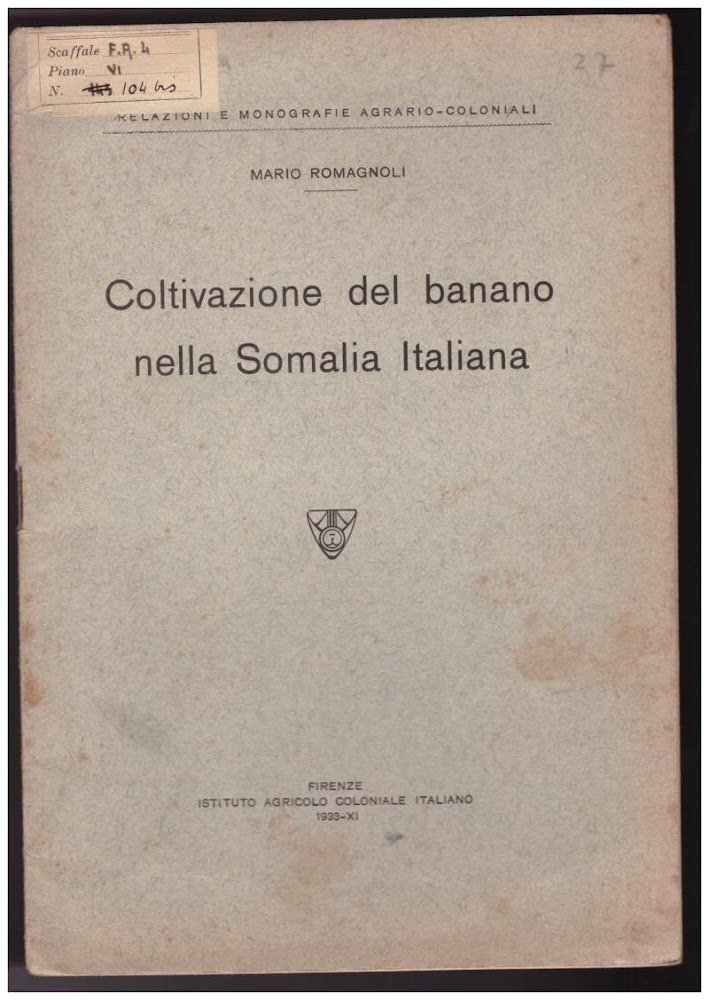 Scaffale F.A. 4
Piano VI
N. 104 bis
27
RELAZIONI E MONOGRAFIE AGRARIO-COLONIALI
MARIO ROMAGNOLI
Coltivazione del banano
nella Somalia Italiana
FIRENZE
ISTITUTO AGRICOLO COLONIALE ITALIANO
1933-XI